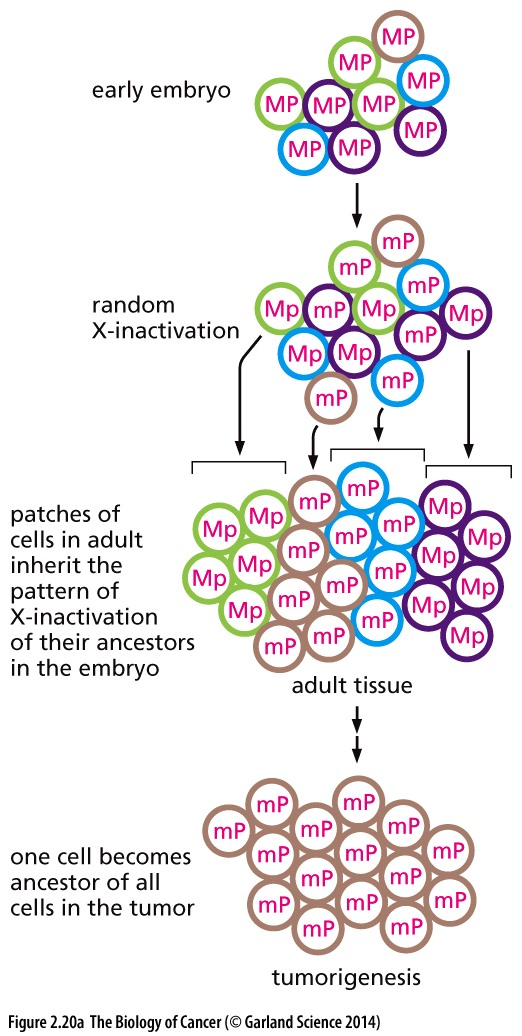 MP
MP
MP
early embryo
MP MP MP
MP
MP MP
mP
mP
mP
random
X-inactivation
Mp mP Mp Mp
mP
Mp Mp
mP
mP
mP
mP Mp
Mp mP
Mp mP Mp
mP Mp
Mp mP
Mp mP Mp
mP Mp
Mp mP
mP Mp
mP
patches of
cells in adult
inherit the
pattern of
X-inactivation
of their ancestors
in the embryo
adult tissue
mP mP
mP mP mP
mP mP mP
mP mP
mP mP mP
mP mP
one cell becomes
ancestor of all
cells in the tumor
tumorigenesis
Figure 2.20a The Biology of Cancer (© Garland Science 2014)